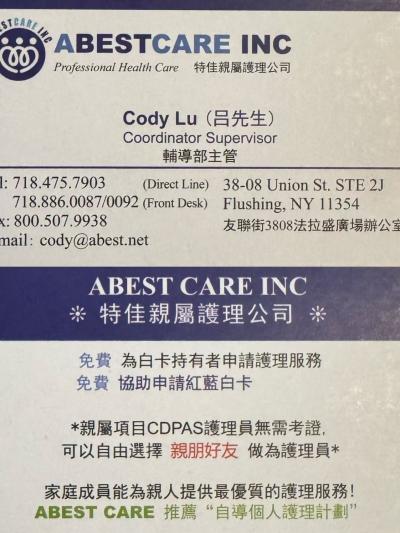 ABESTCARE INC
ABESTCARE INC
Professional Health Care 特佳親屬護理公司
Cody Lu (呂先生)
Coordinator Supervisor
輔導部主管
l: 718.475.7903 (Direct Line)
718.886.0087/0092 (Front Desk)
x: 800.507.9938
mail: cody@abest.net
38-08 Union St. STE 2J
Flushing, NY 11354
友聯街3808法拉盛廣場辦公室
ABEST CARE INC
特佳親屬護理公司
免費 為白卡持有者申請護理服務
免費 協助申請紅藍白卡
*親屬項目CDPAS護理員無需考證,
可以自由選擇 親朋好友 做為護理員*
家庭成員能為親人提供最優質的護理服務!
ABEST CARE 推薦 “自導個人護理計劃”